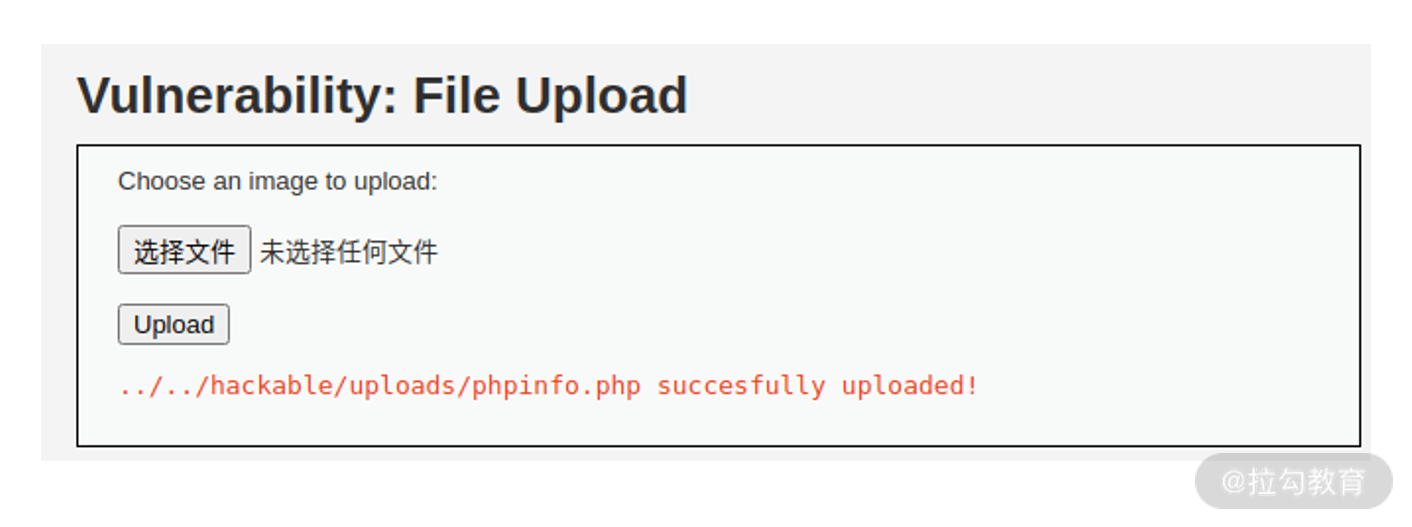 Vulnerability: File Upload
Choose an image to upload:
选择文件 未选择任何文件
Upload
../../hackable/uploads/phpinfo.php succesfully uploaded!
@拉勾教育